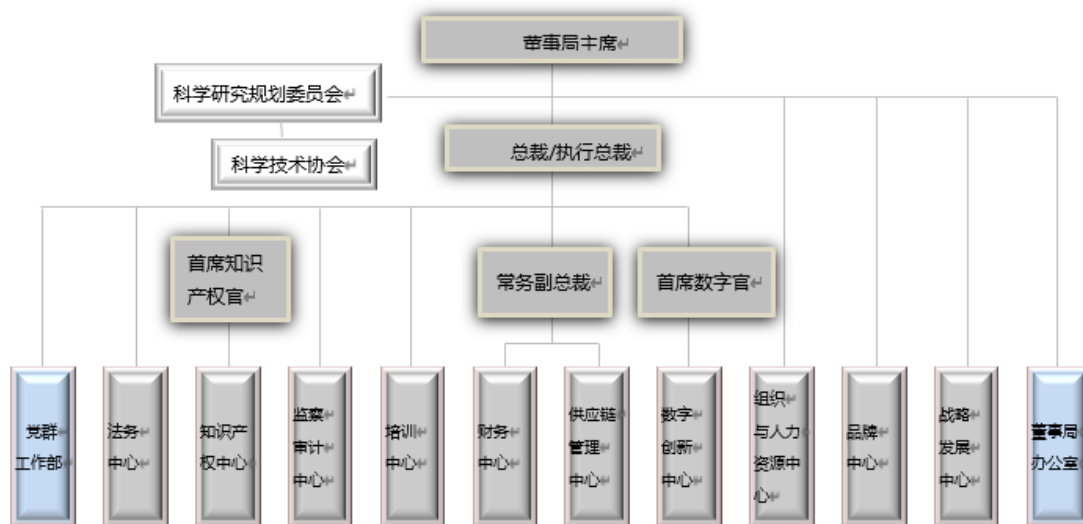 董事局主席
科学研究规划委员会
总裁/执行总裁
科学技术协会
首席知识
产权官
常务副总裁
首席数字官
党群
工作部
法务
中心
知识产
权中心
监察
审计
中心
培训
中心
财务
中心
供应链
管理
中心
数字
创新
中心
组织
与人力
资源中
心
品牌
中心
战略
发展
中心
董事局
办公室